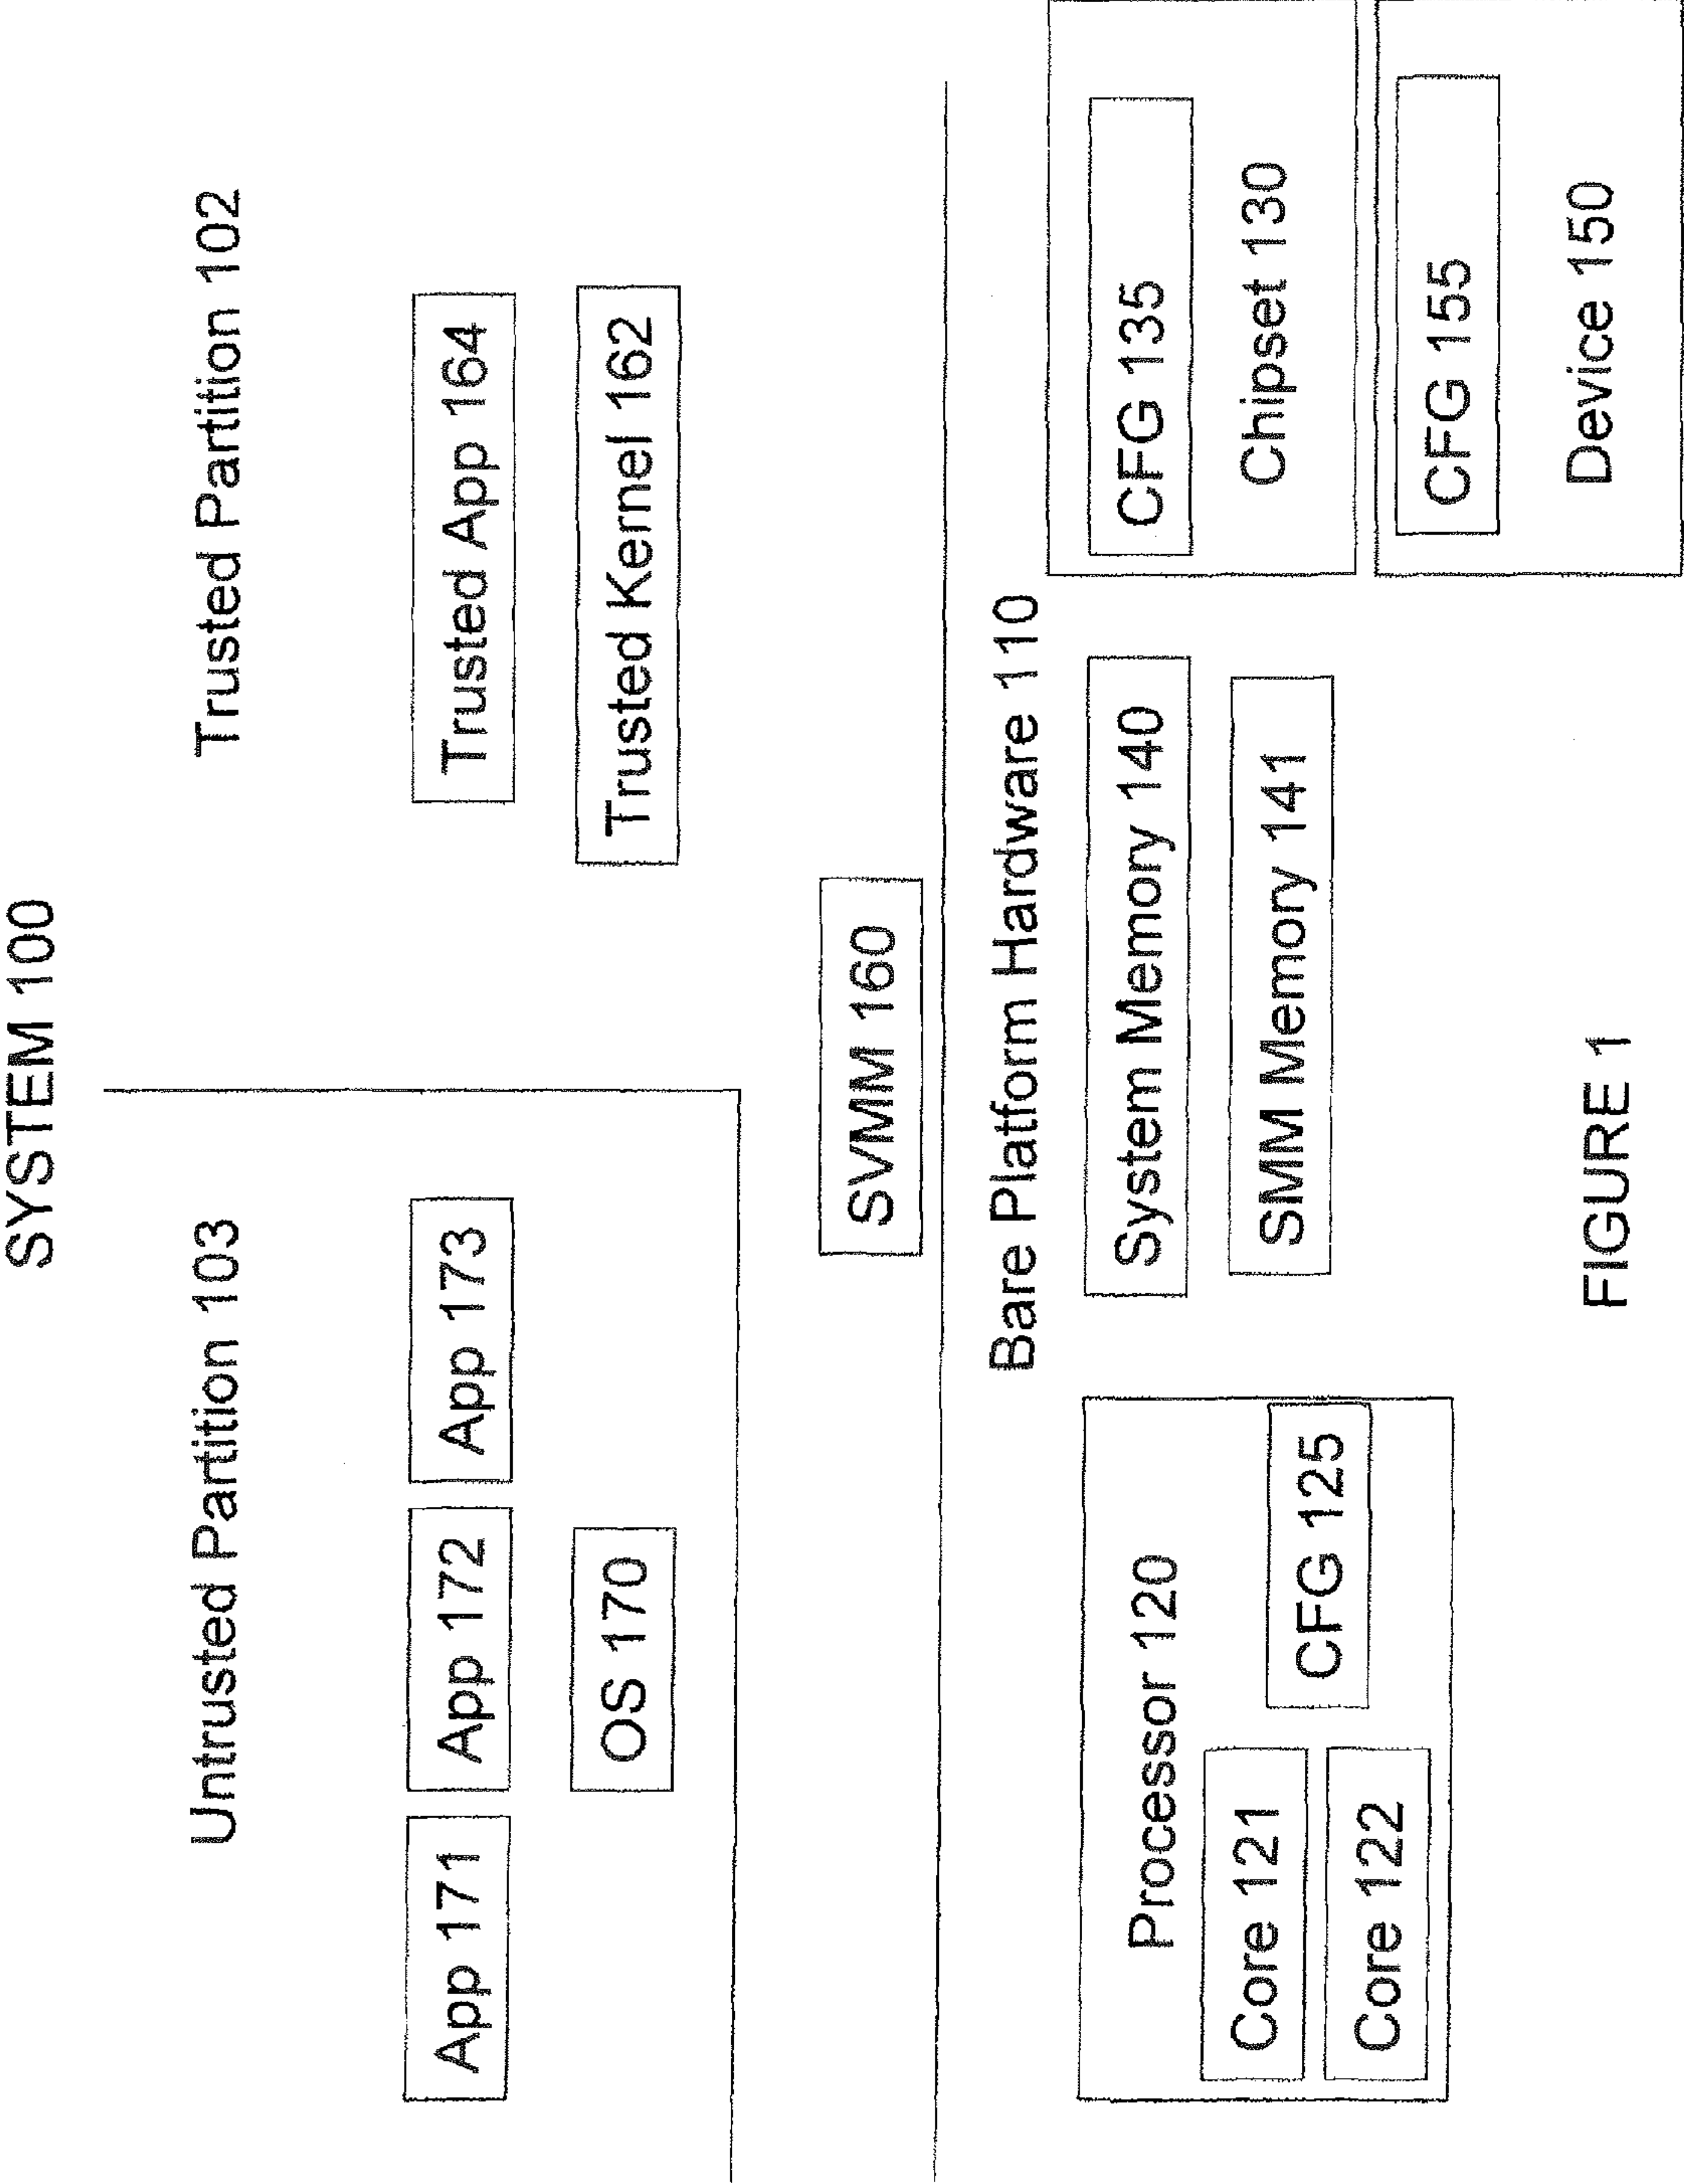 SYSTEM 100
Untrusted Partition 103
Trusted Partition 102
App 171
App 172
App 173
Trusted App 164
OS 170
Trusted Kernel 162
SVMM 160
Bare Platform Hardware 110
Processor 120
Core 121
Core 122
CFG 125
System Memory 140
SMM Memory 141
CFG 135
Chipset 130
CFG 155
Device 150
FIGURE 1